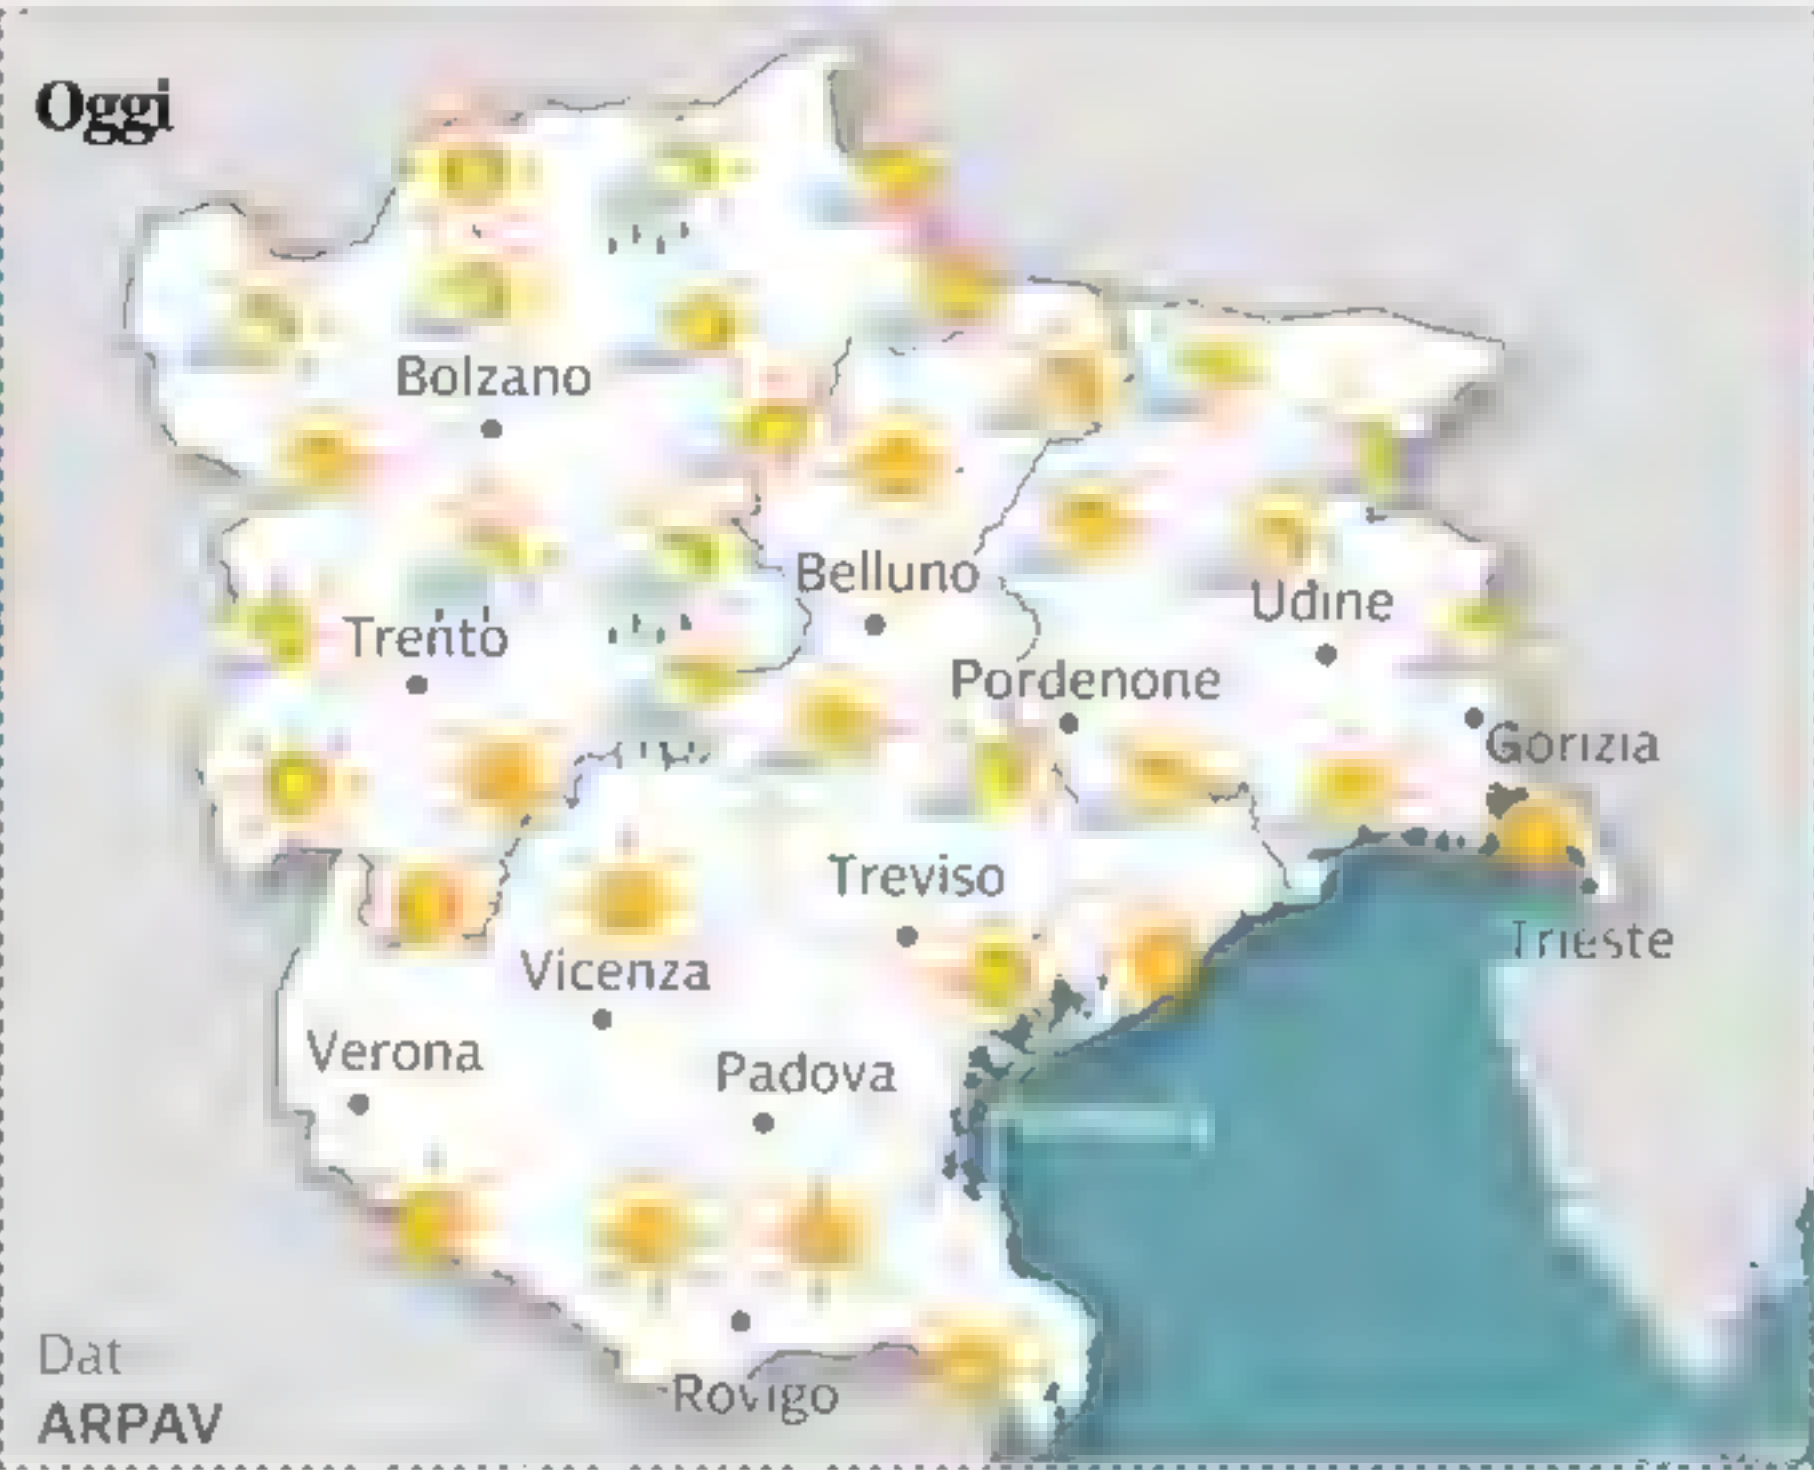 Oggi
Bolzano
Belluno
Udine
Trento
Pordenone
Gorizia
Treviso
Trieste
Vicenza
Verona
Padova
Rovigo
Dat
ARPAV